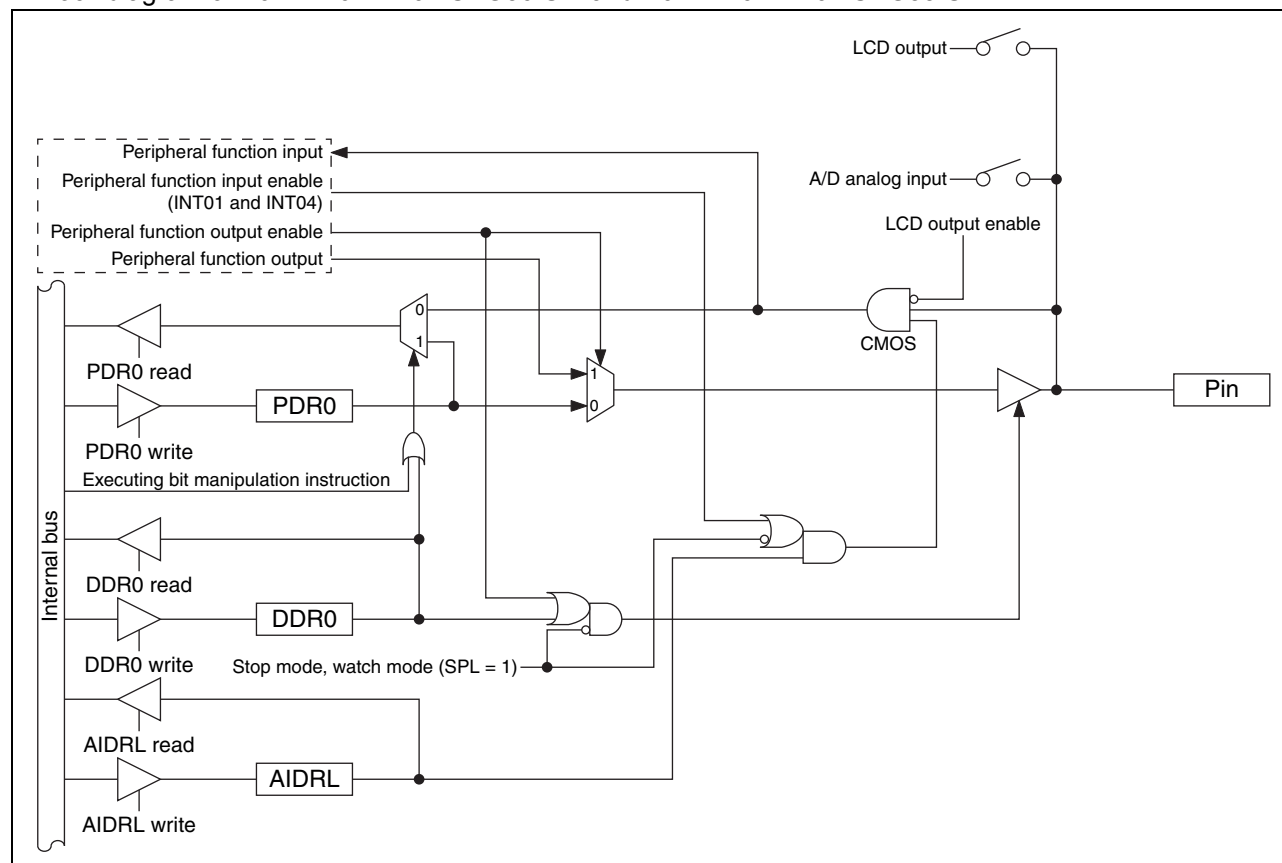 LCD output
Peripheral function input
Peripheral function input enable
(INT01 and INT04)
A/D analog input
Peripheral function output enable
LCD output enable
Peripheral function output
0
1
CMOS
PDR0 read
1
PDR0
0
Pin
PDR0 write
Executing bit manipulation instruction
Internal bus
DDR0 read
DDR0
DDR0 write
Stop mode, watch mode (SPL = 1)
AIDRL read
AIDRL
AIDRL write